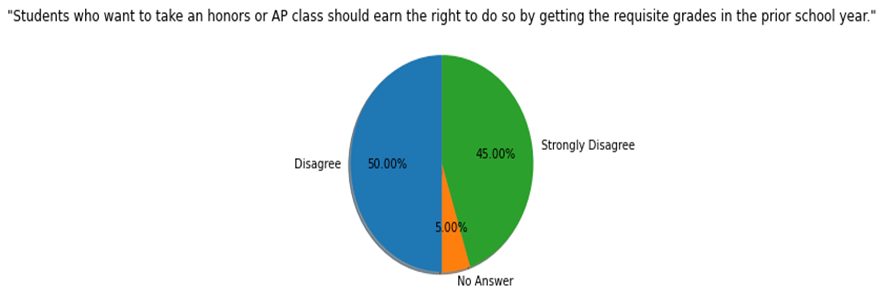 "Students who want to take an honors or AP class should earn the right to do so by getting the requisite grades in the prior school year."
Strongly Disagree
45.00%
Disagree
50.00%
5.00%
No Answer